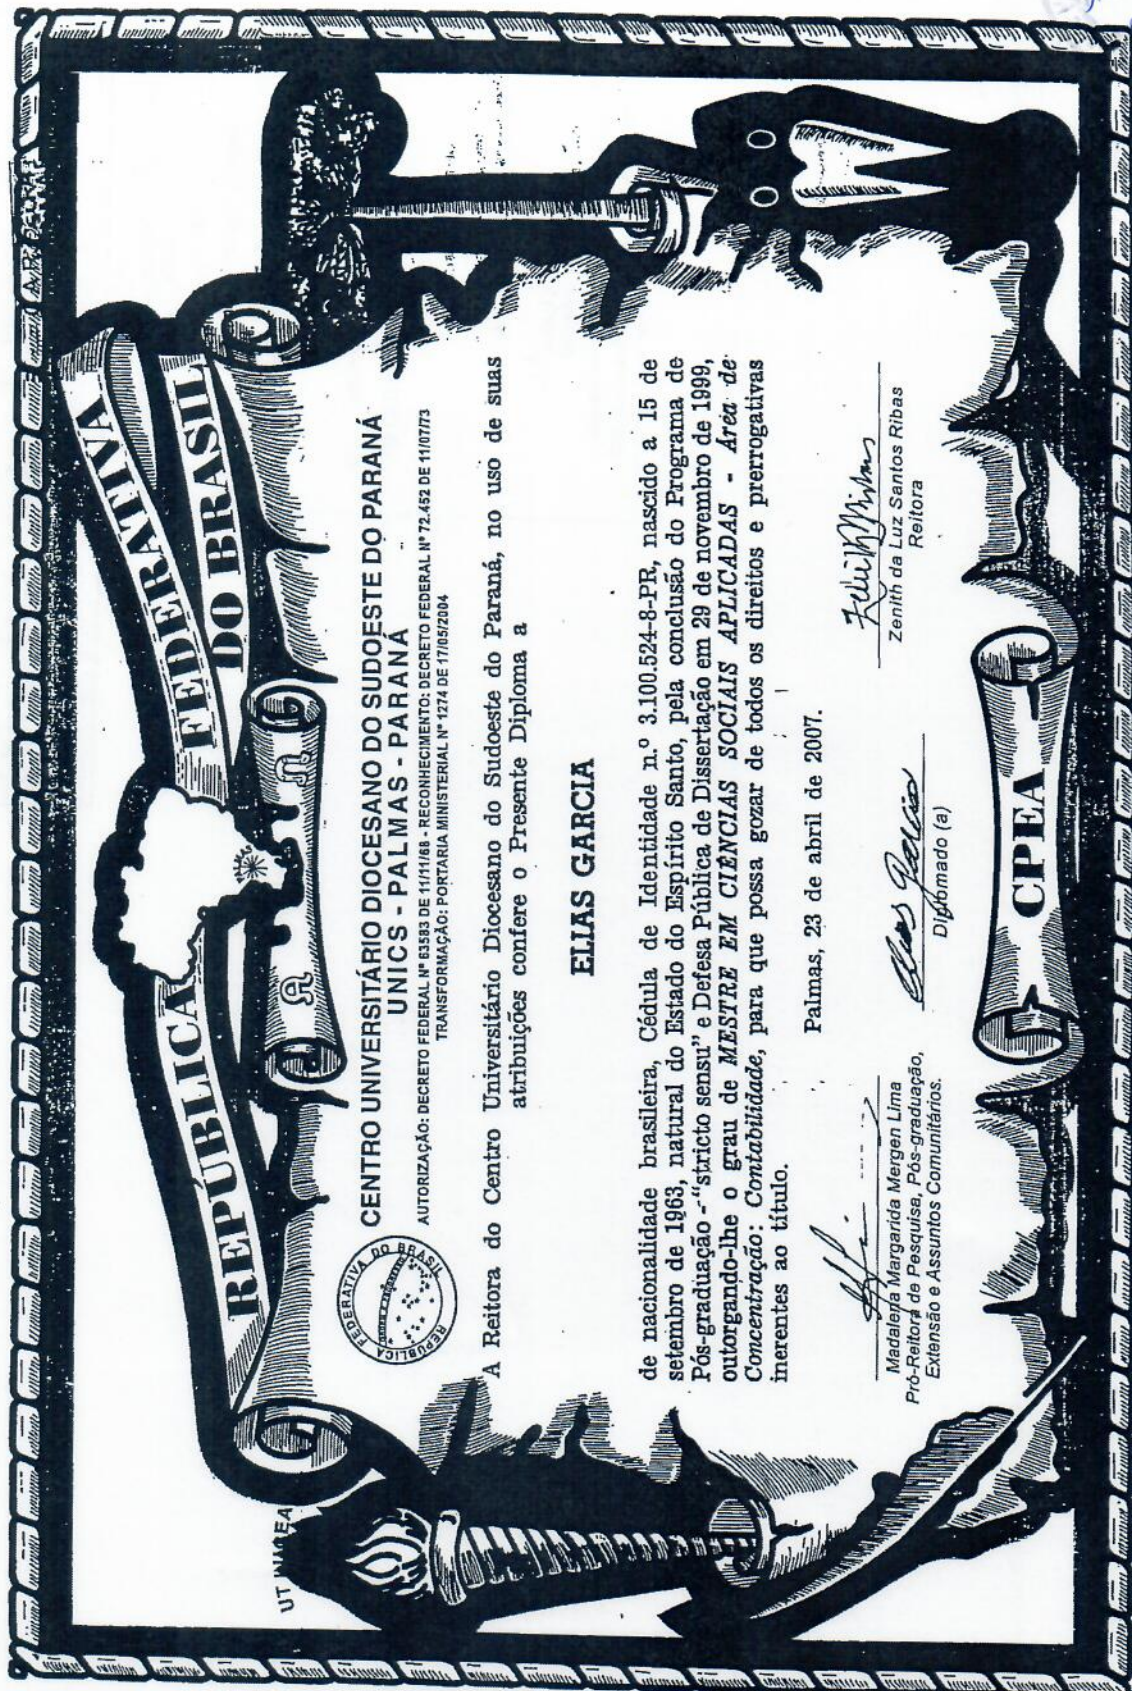 REPÚBLICA FEDERATIVA
DO BRASIL
CENTRO UNIVERSITÁRIO DIOCESANO DO SUDOESTE DO PARANÁ
UNICS - PALMAS - PARANÁ
AUTORIZAÇÃO: DECRETO FEDERAL Nº 63583 DE 11/11/68 - RECONHECIMENTO: DECRETO FEDERAL Nº 72.452 DE 11/07/73
TRANSFORMAÇÃO: PORTARIA MINISTERIAL Nº 1274 DE 17/05/2004
REPÚBLICA FEDERATIVA DO BRASIL
A Reitora do Centro Universitário Diocesano do Sudoeste do Paraná, no uso de suas
atribuições confere o Presente Diploma a
ELIAS GARCIA
de nacionalidade brasileira, Cédula de Identidade n.º 3.100.524-8-PR, nascido a 15 de
setembro de 1963, natural do Estado do Espírito Santo, pela conclusão do Programa de
Pós-graduação -"stricto sensu" e Defesa Pública de Dissertação em 29 de novembro de 1999,
outorgando-lhe o grau de MESTRE EM CIÊNCIAS SOCIAIS APLICADAS - Área de
Concentração: Contabilidade, para que possa gozar de todos os direitos e prerrogativas
inerentes ao título.
Palmas, 23 de abril de 2007.
Madalena Margarida Mergen Lima
Pró-Reitora de Pesquisa, Pós-graduação,
Extensão e Assuntos Comunitários.
Elias Garcia
Diplomado (a)
Zenith da Luz Santos Ribas
Reitora
CPEA